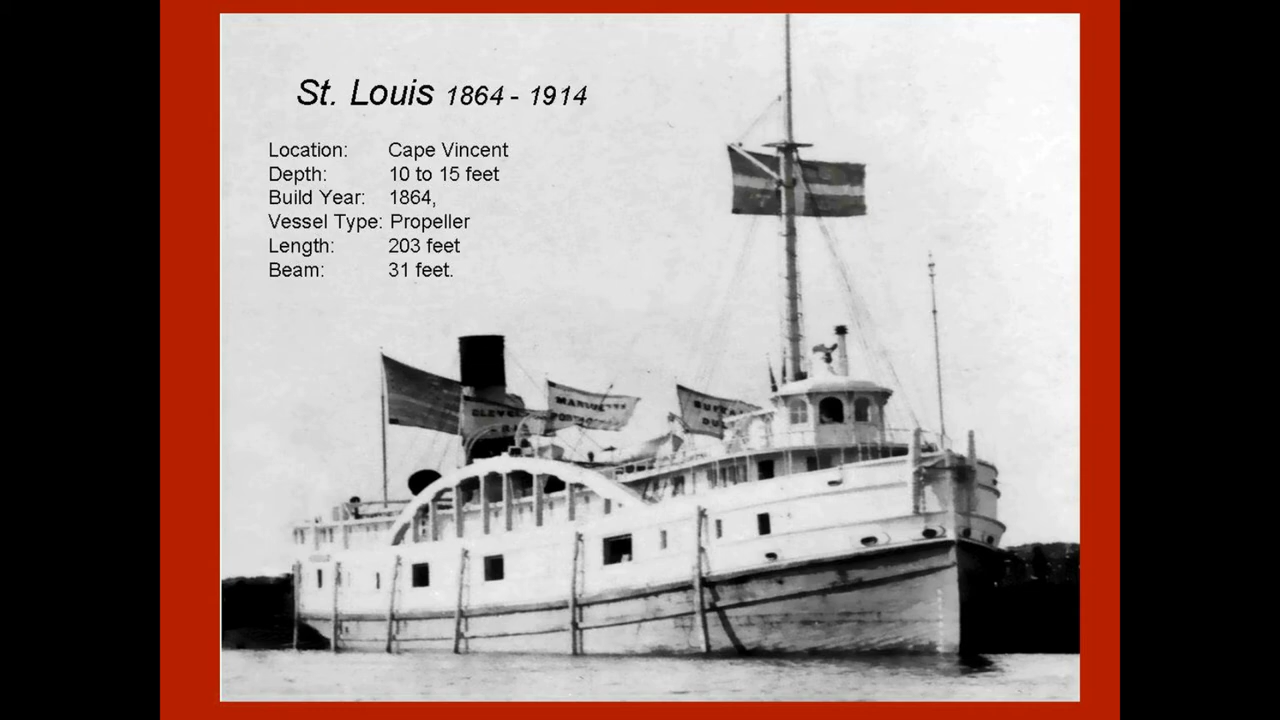 St. Louis 1864 - 1914
Location: Cape Vincent
Depth: 10 to 15 feet
Build Year: 1864,
Vessel Type: Propeller
Length: 203 feet
Beam: 31 feet.